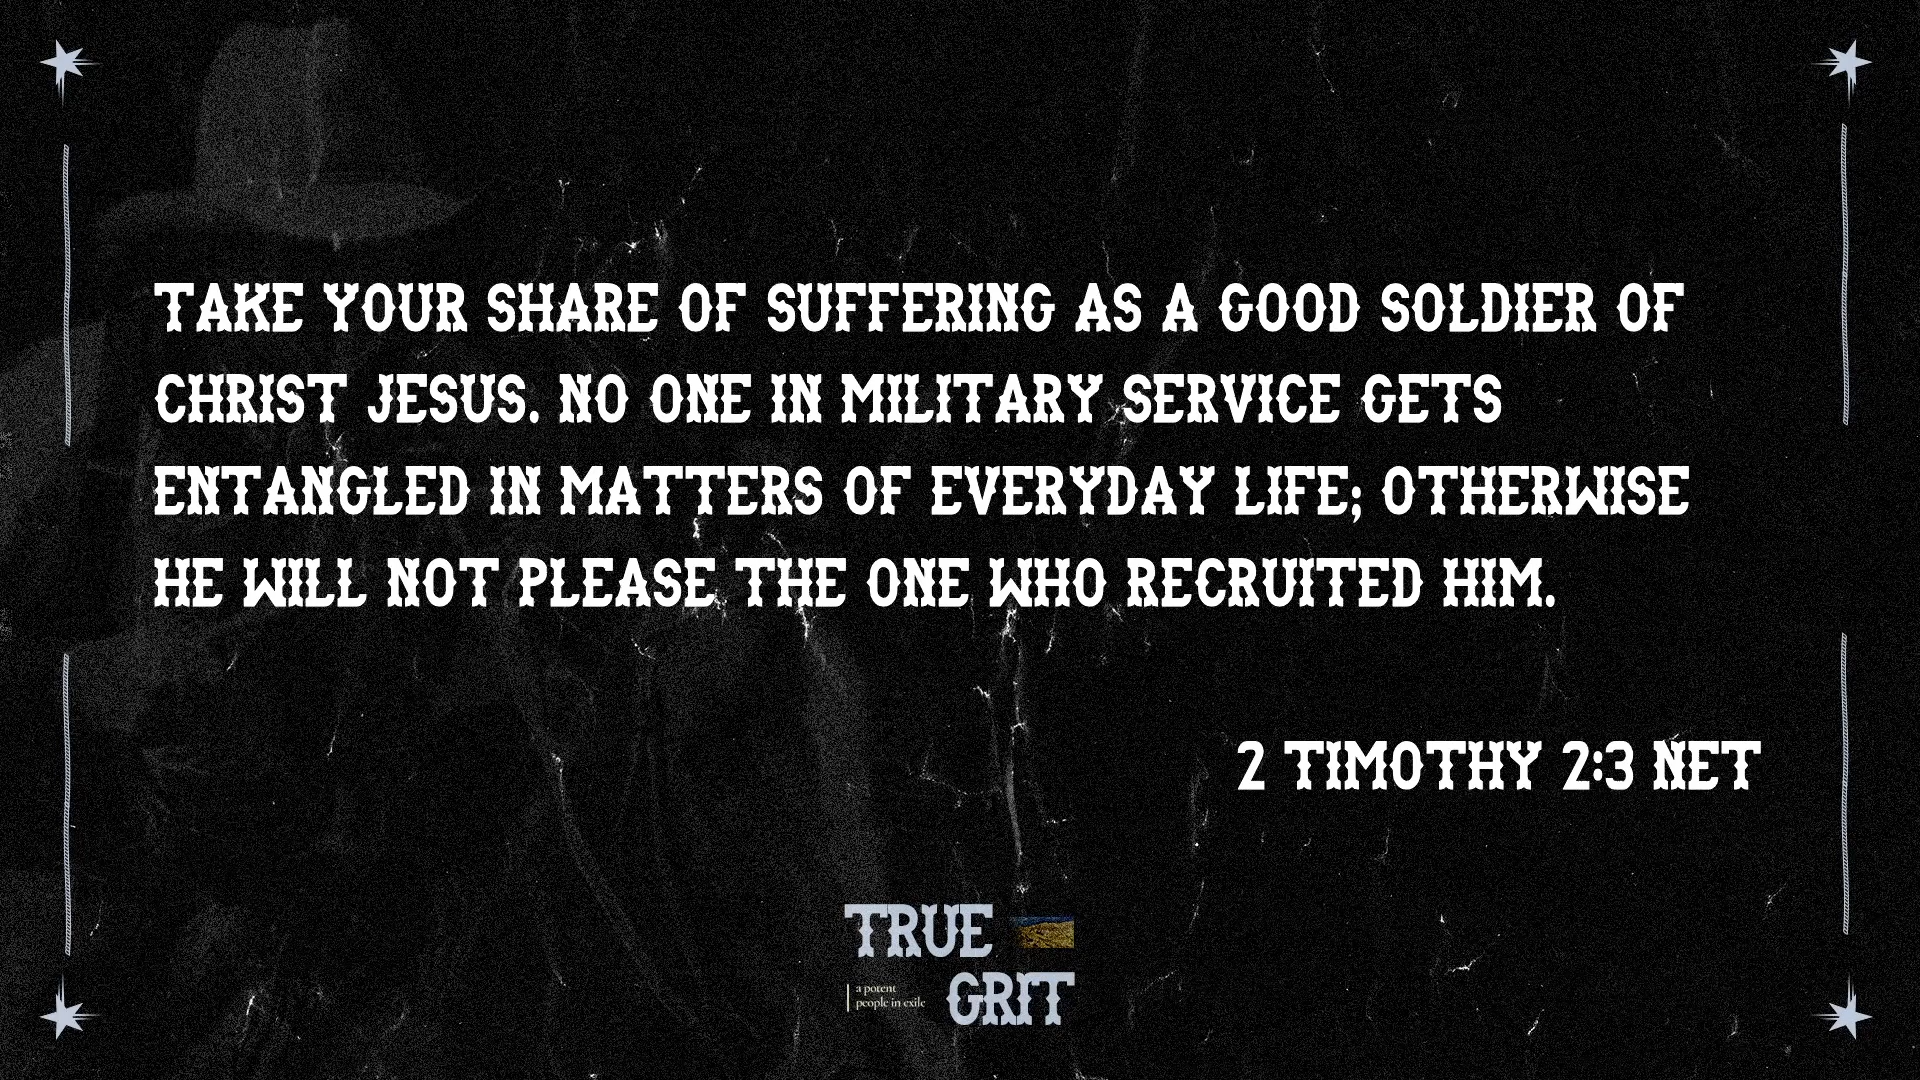 TAKE YOUR SHARE OF SUFFERING AS A GOOD SOLDIER OF
CHRIST JESUS. NO ONE IN MILITARY SERVICE GETS
ENTANGLED IN MATTERS OF EVERYDAY LIFE; OTHERWISE
HE WILL NOT PLEASE THE ONE WHO RECRUITED HIM.
2 TIMOTHY 2:3 NET
TRUE
GRIT
a potent
people in exile